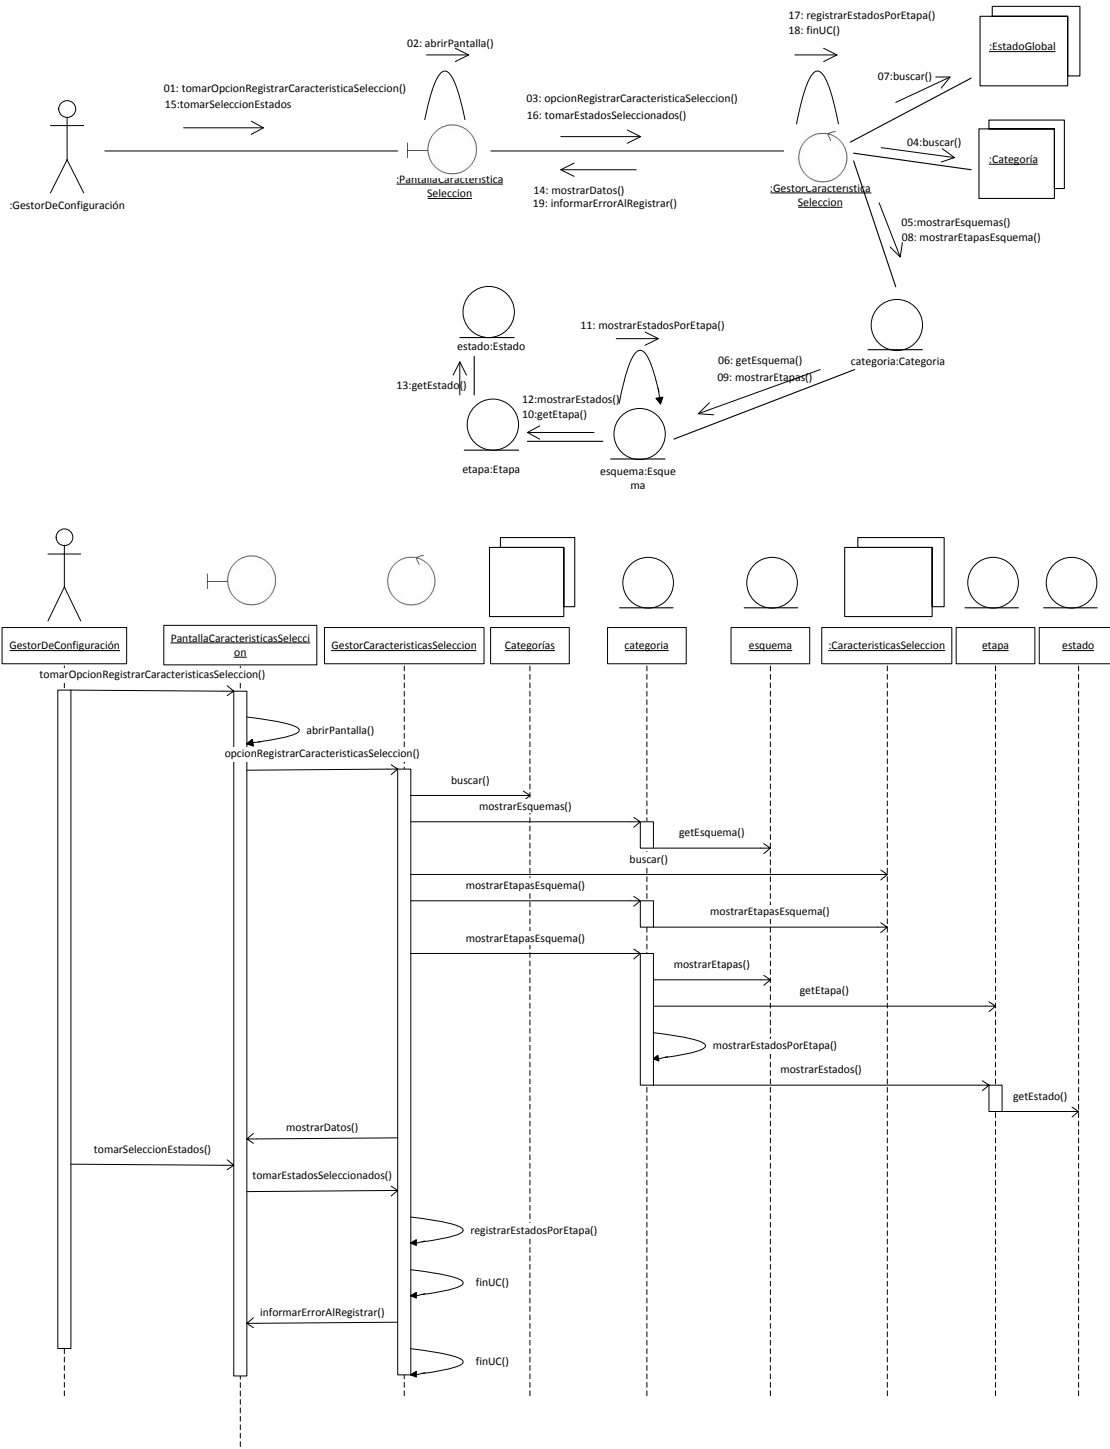 17: registrarEstadosPorEtapa()
18: finUC()
02: abrirPantalla()
:EstadoGlobal
07:buscar()
01: tomarOpcionRegistrarCaracteristicaSeleccion()
15:tomarSeleccionEstados
03: opcionRegistrarCaracteristicaSeleccion()
16: tomarEstadosSeleccionados()
04:buscar()
:Categoría
:PantallaCaracterística
Seleccion
14: mostrarDatos()
19: informarErrorAlRegistrar()
:GestorCaracterística
Seleccion
:GestorDeConfiguración
05:mostrarEsquemas()
08: mostrarEtapasEsquema()
11: mostrarEstadosPorEtapa()
estado:Estado
06: getEsquema()
09: mostrarEtapas()
categoria:Categoria
13:getEstado()
12:mostrarEstados()
10:getEtapa()
etapa:Etapa
esquema:Esque
ma
GestorDeConfiguración
PantallaCaracteristicasSelecci
on
GestorCaracteristicasSeleccion
Categorías
categoria
esquema
:CaracteristicasSeleccion
etapa
estado
tomarOpcionRegistrarCaracteristicasSeleccion()
abrirPantalla()
opcionRegistrarCaracteristicasSeleccion()
buscar()
mostrarEsquemas()
getEsquema()
buscar()
mostrarEtapasEsquema()
mostrarEtapasEsquema()
mostrarEtapasEsquema()
mostrarEtapas()
getEtapa()
mostrarEstadosPorEtapa()
mostrarEstados()
getEstado()
mostrarDatos()
tomarSeleccionEstados()
tomarEstadosSeleccionados()
registrarEstadosPorEtapa()
finUC()
informarErrorAlRegistrar()
finUC()